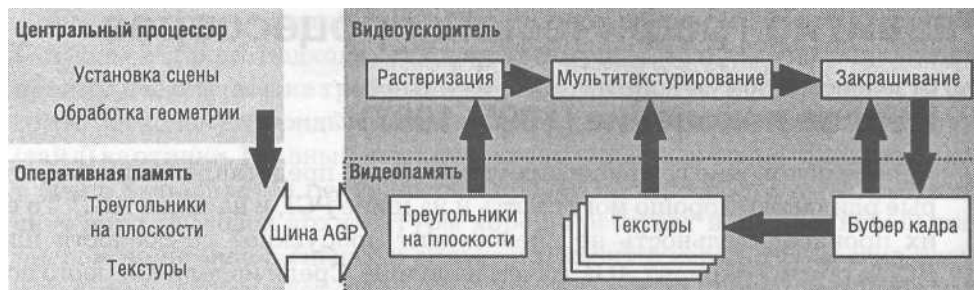 Центральный процессор
Установка сцены
Обработка геометрии
Оперативная память
Треугольники
на плоскости
Текстуры
Шина AGP
Видеоускоритель
Растеризация
Мультитекстурирование
Закрашивание
Видеопамять
Треугольники
на плоскости
Текстуры
Буфер кадра